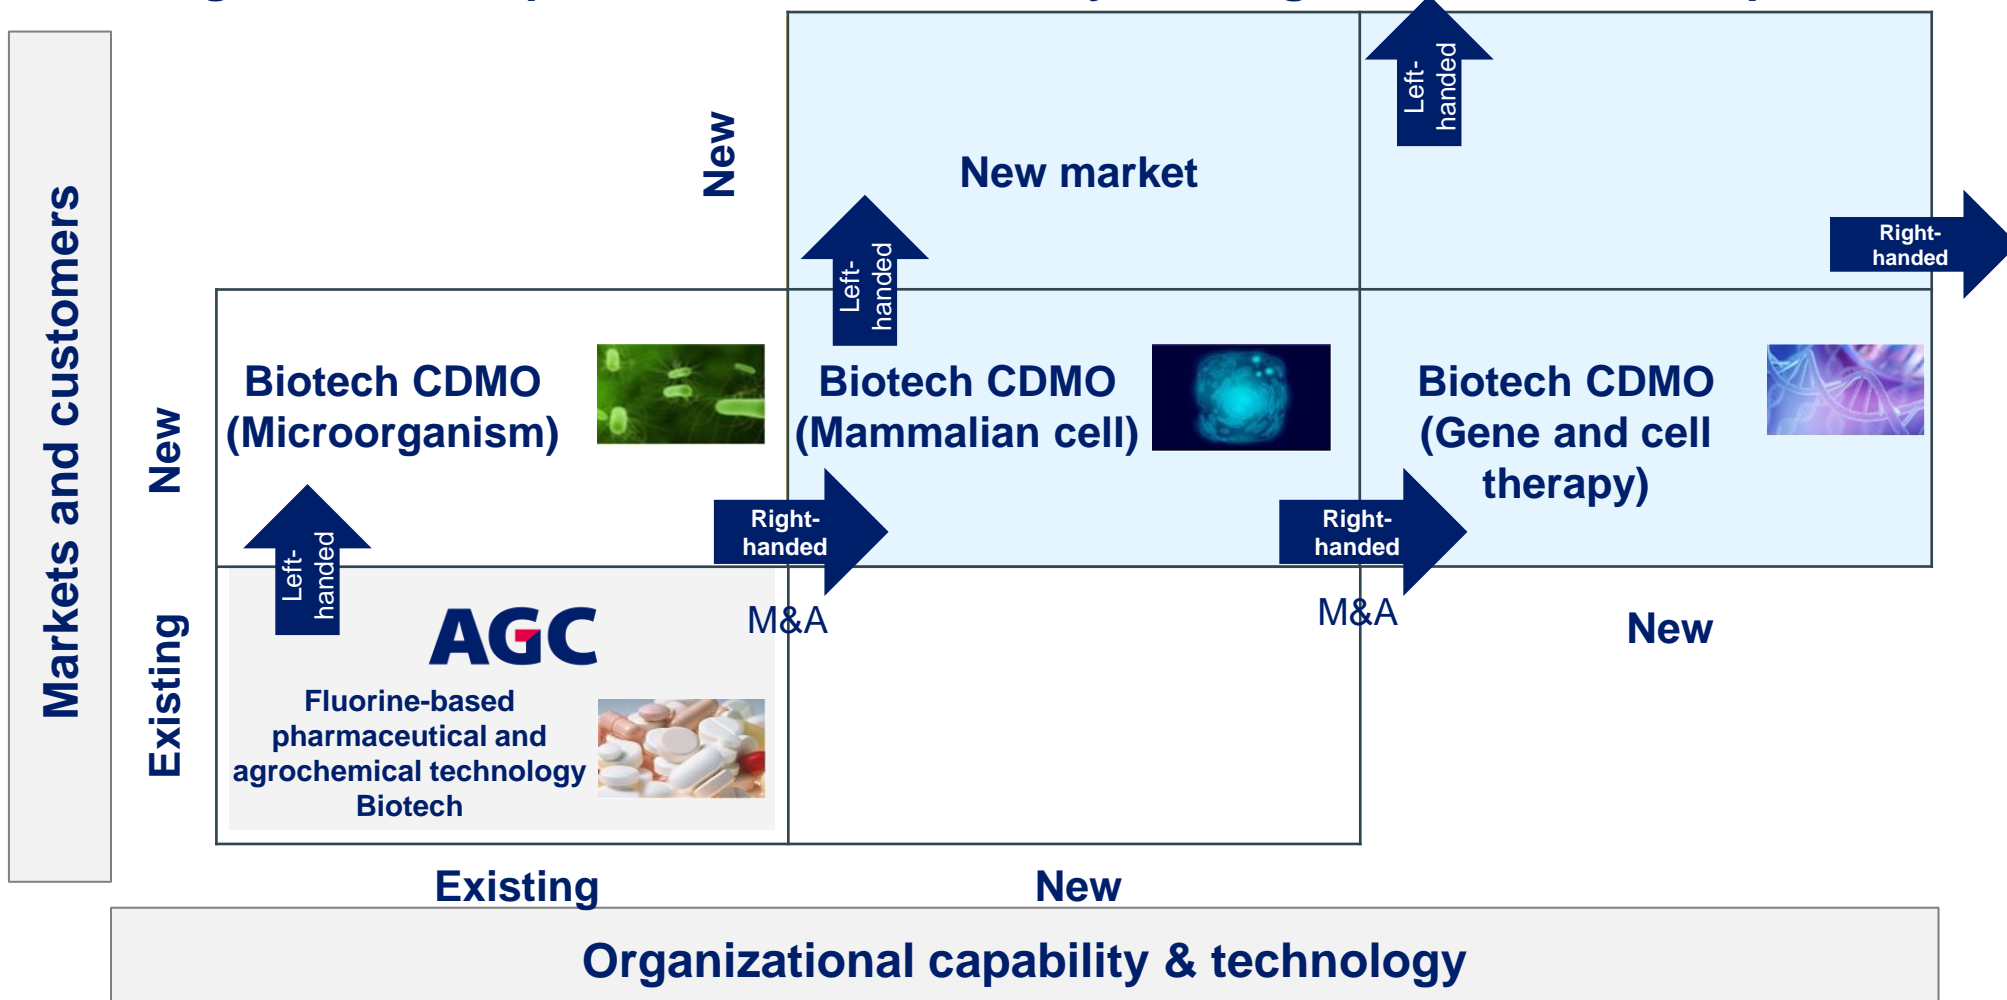 Left-
handed
New
New market
Right-
handed
Left-
handed
Markets and customers
New
Biotech CDMO
(Microorganism)
Biotech CDMO
(Mammalian cell)
Biotech CDMO
(Gene and cell
therapy)
Left-
handed
Right-
handed
M&A
Right-
handed
M&A
New
Existing
AGC
Fluorine-based
pharmaceutical and
agrochemical technology
Biotech
Existing
New
Organizational capability & technology